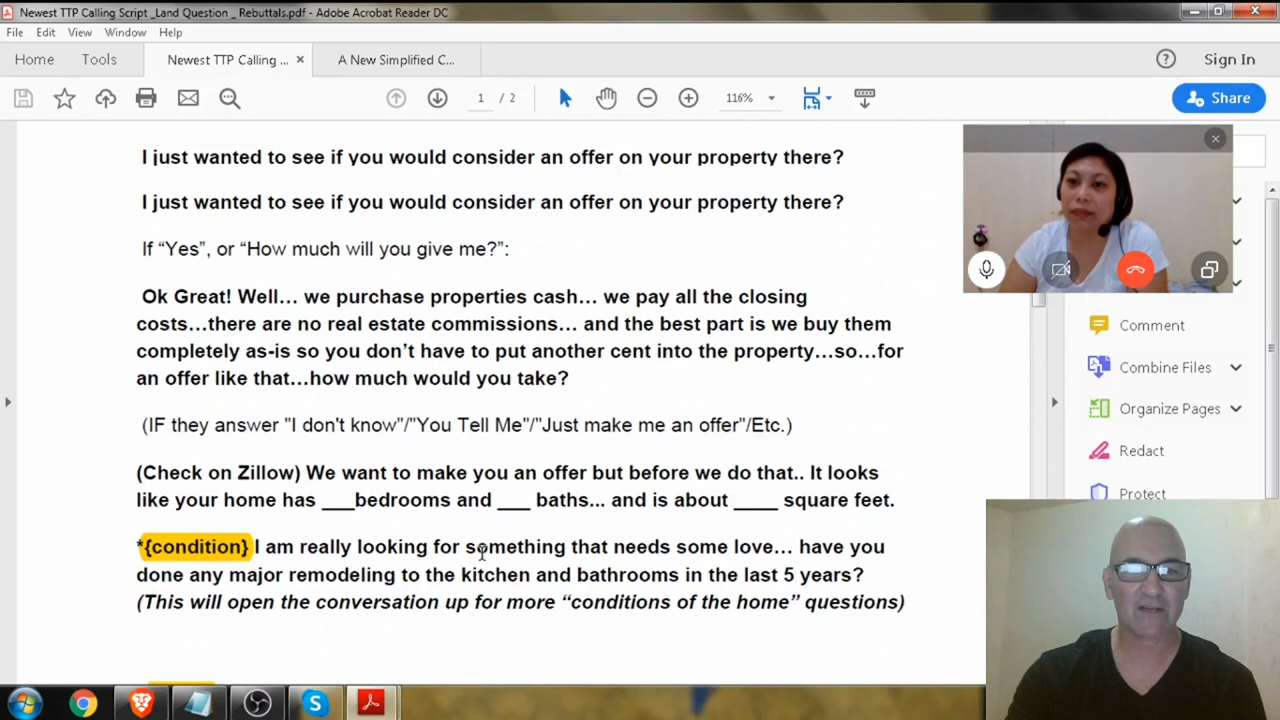 Newest TTP Calling Script _Land Question _ Rebuttals.pdf - Adobe Acrobat Reader DC
File Edit View Window Help
Home Tools Newest TTP Calling ... × A New Simplified C... ? Sign In
1 / 2 116% Share
I just wanted to see if you would consider an offer on your property there?
I just wanted to see if you would consider an offer on your property there?
If “Yes”, or “How much will you give me?”:
Ok Great! Well… we purchase properties cash… we pay all the closing
costs…there are no real estate commissions… and the best part is we buy them
completely as-is so you don’t have to put another cent into the property…so…for
an offer like that…how much would you take?
(IF they answer "I don't know"/"You Tell Me"/"Just make me an offer"/Etc.)
(Check on Zillow) We want to make you an offer but before we do that.. It looks
like your home has ___bedrooms and ___ baths... and is about ____ square feet.
*{condition} I am really looking for something that needs some love… have you
done any major remodeling to the kitchen and bathrooms in the last 5 years?
(This will open the conversation up for more “conditions of the home” questions)
Comment
Combine Files
Organize Pages
Redact
Protect